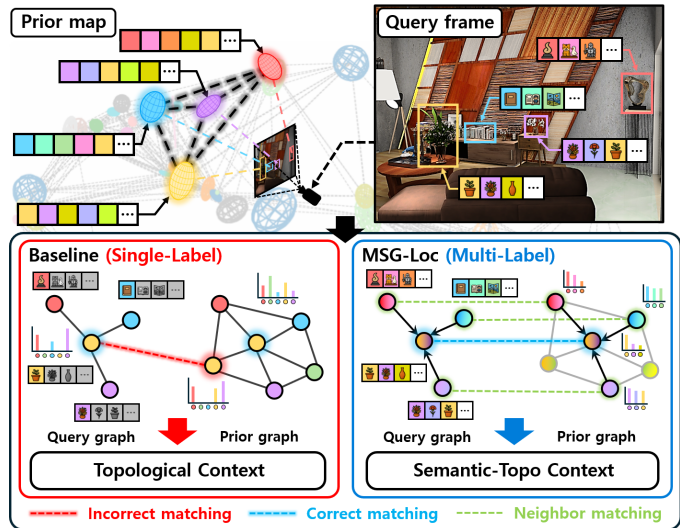 Prior map
Query frame
...
...
...
...
...
...
...
...
Baseline (Single-Label)
MSG-Loc (Multi-Label)
...
...
...
...
...
...
...
...
Query graph
Prior graph
Query graph
Prior graph
Topological Context
Semantic-Topo Context
Incorrect matching
Correct matching
Neighbor matching